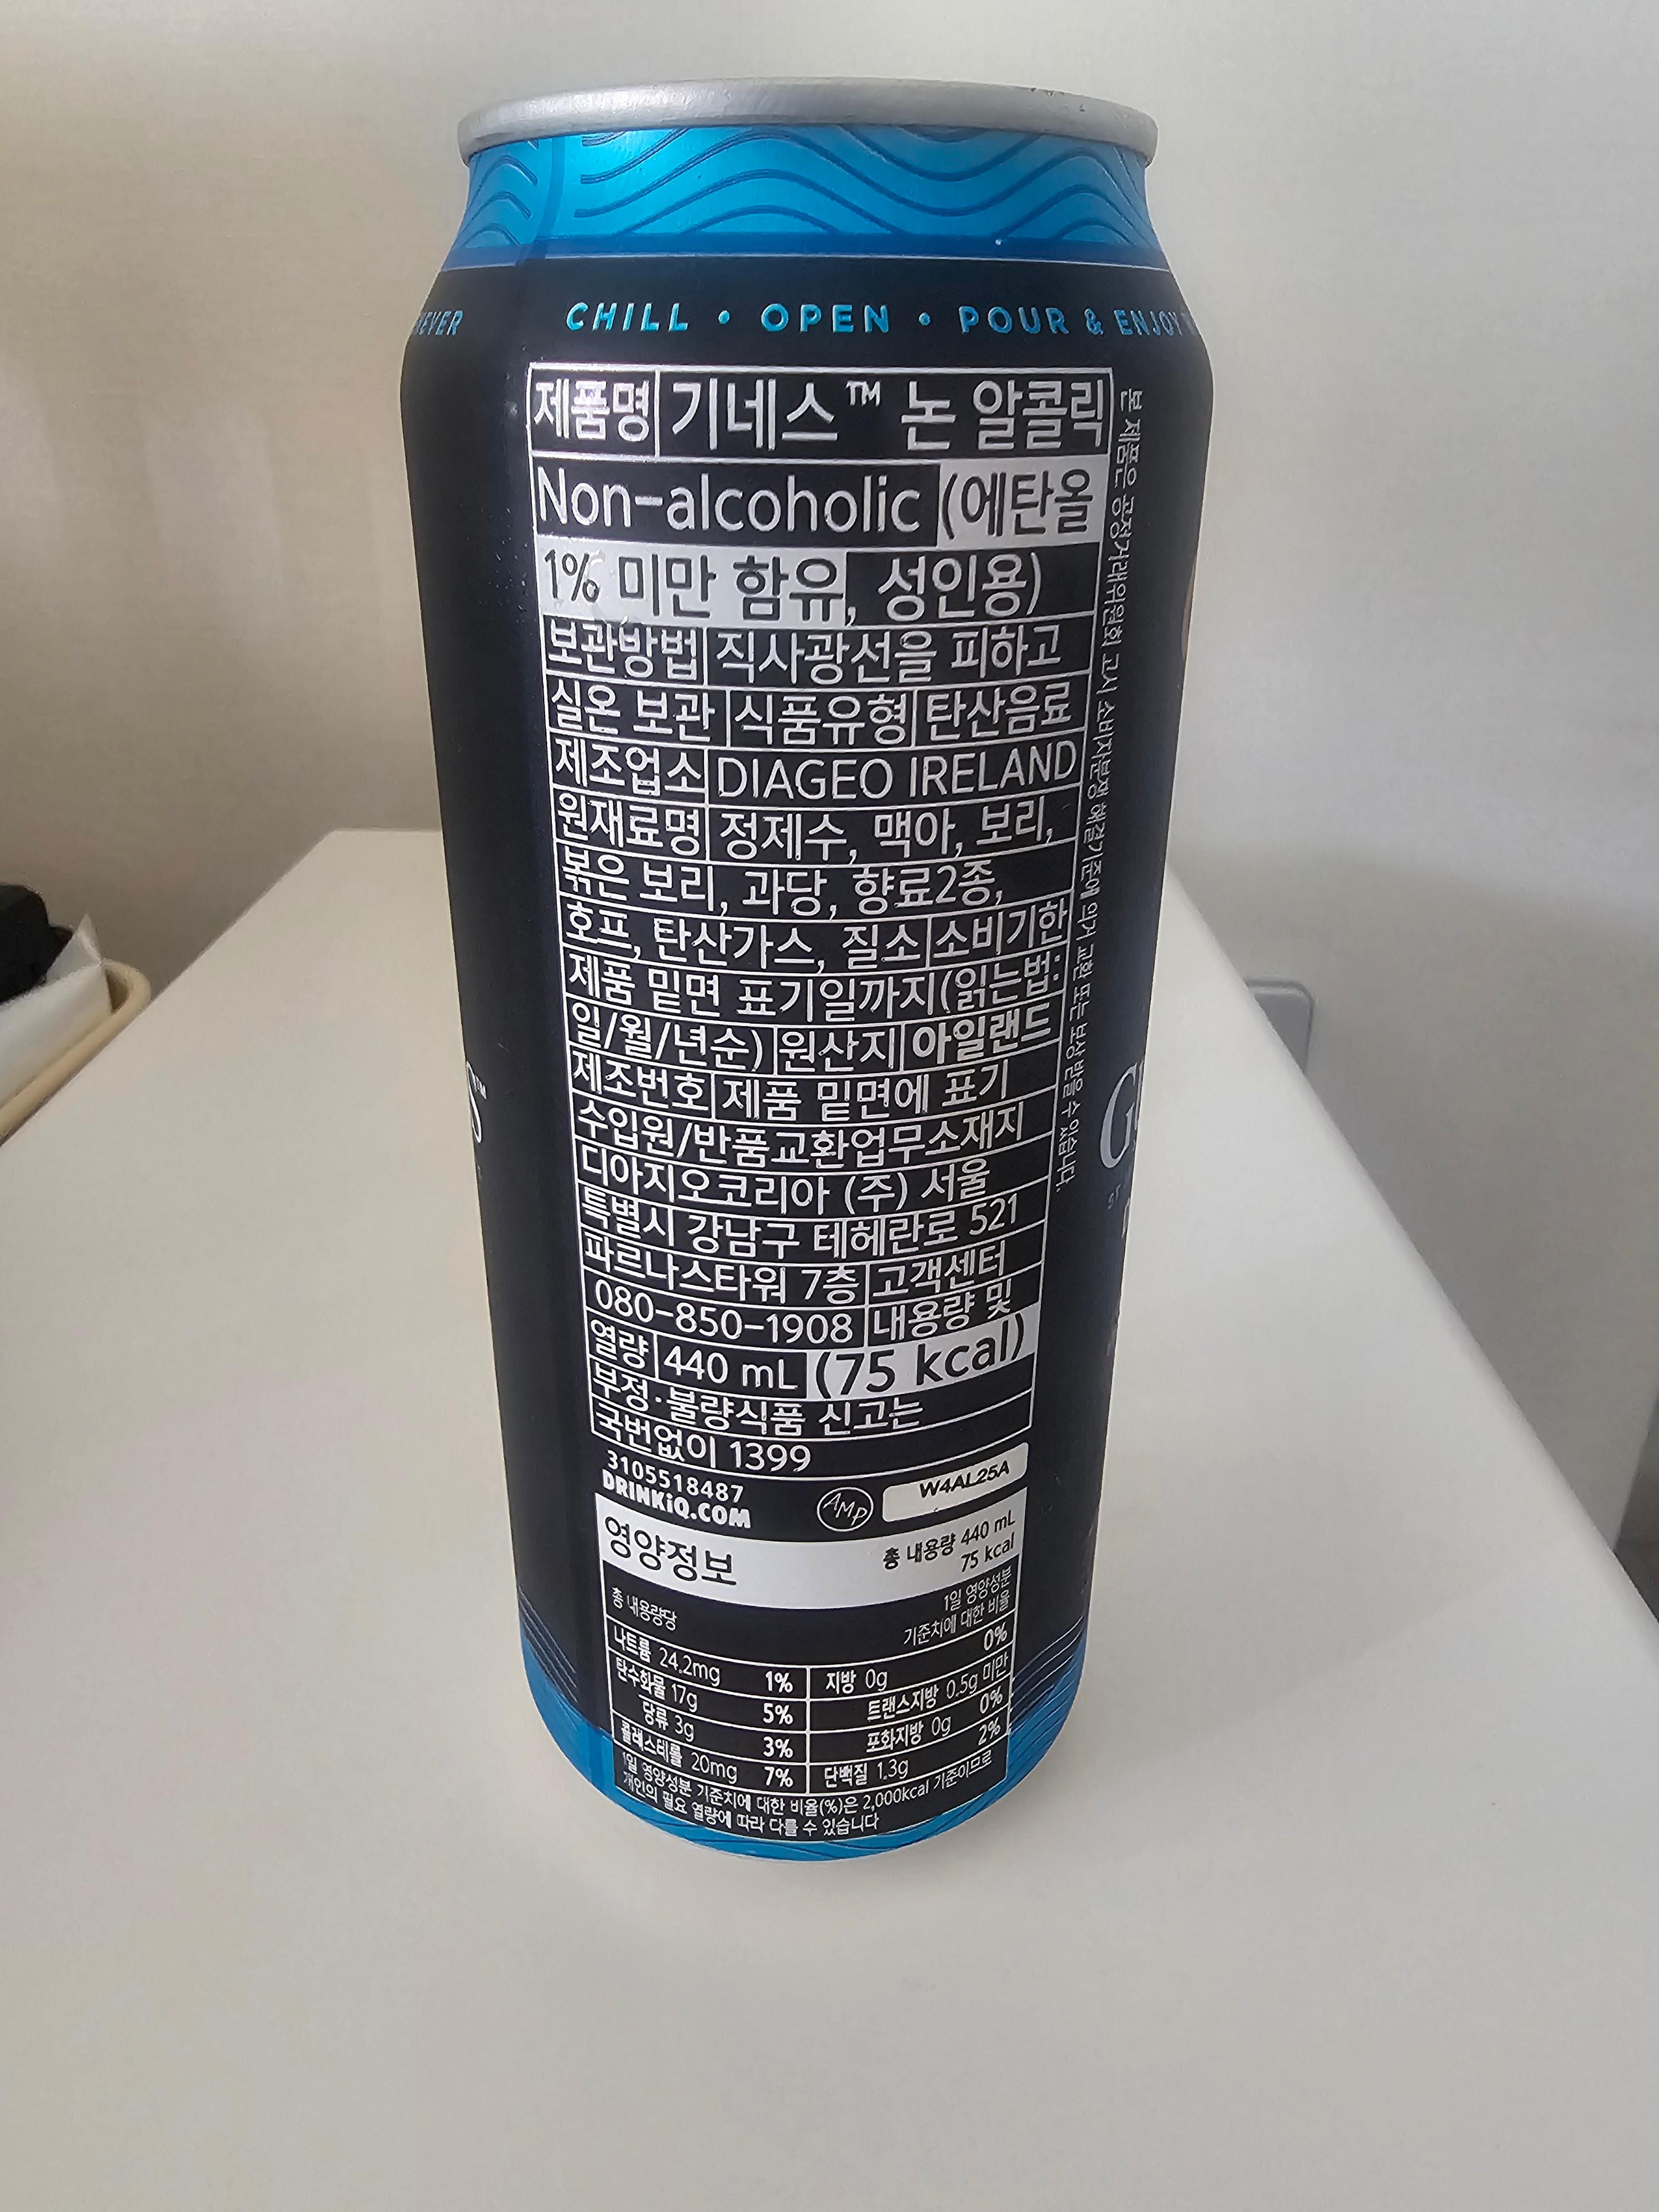 CHILL • OPEN • POUR & ENJOY
제품명 기네스™ 논 알콜릭
Non-alcoholic (에탄올
1% 미만 함유, 성인용)
보관방법 직사광선을 피하고
실온 보관 식품유형 탄산음료
제조업소 DIAGEO IRELAND
원재료명 정제수, 맥아, 보리,
볶은 보리, 과당, 향료2종,
호프, 탄산가스, 질소 소비기한
제품 밑면 표기일까지(읽는법:
일/월/년순) 원산지 아일랜드
제조번호 제품 밑면에 표기
수입원/반품교환업무소재지
디아지오코리아 (주) 서울
특별시 강남구 테헤란로 521
파르나스타워 7층 고객센터
080-850-1908 내용량 및
열량 440 mL (75 kcal)
부정·불량식품 신고는
국번없이 1399
본 제품은 공정거래위원회 고시 소비자분쟁 해결기준에 의거 교환 또는 보상 받을 수 있습니다.
3105518487
DRINKiQ.COM
AMP
W4AL25A
영양정보
총 내용량 440 mL
75 kcal
총 내용량당
1일 영양성분
기준치에 대한 비율
나트륨 24.2mg 1%
탄수화물 17g 5%
당류 3g 3%
콜레스테롤 20mg 7%
지방 0g 0%
트랜스지방 0.5g 미만
포화지방 0g 0%
단백질 1.3g 2%
1일 영양성분 기준치에 대한 비율(%)은 2,000kcal 기준이므로
개인의 필요 열량에 따라 다를 수 있습니다